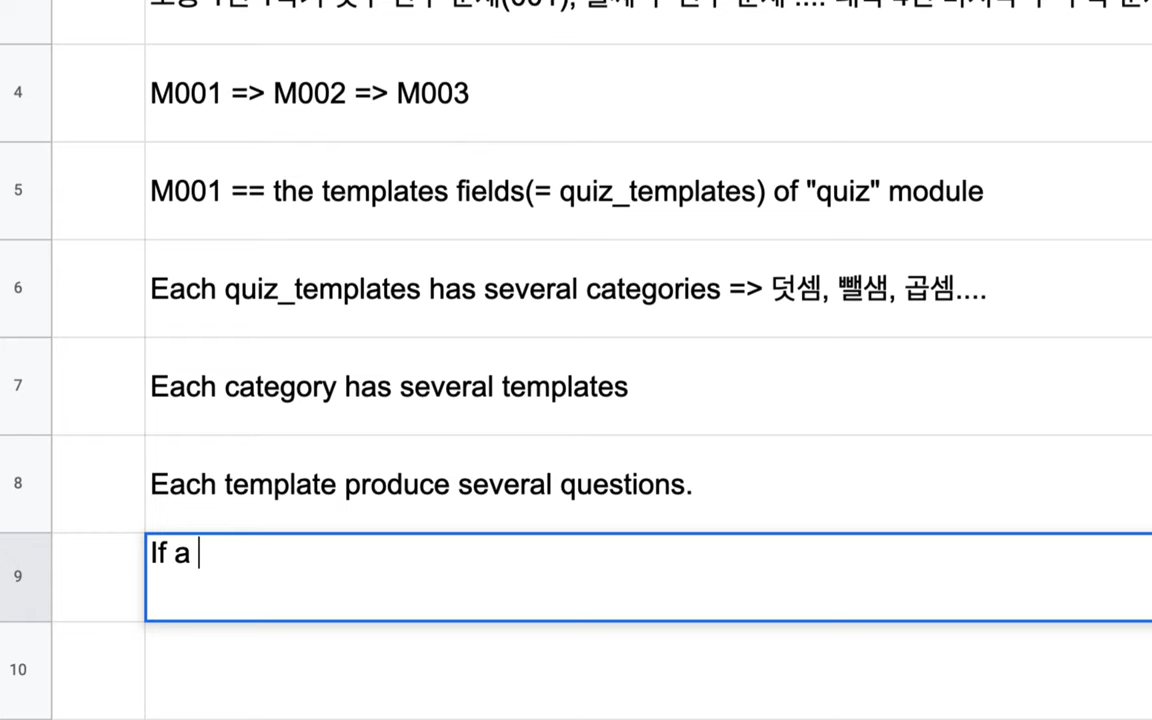 4
M001 => M002 => M003
5
M001 == the templates fields(= quiz_templates) of "quiz" module
6
Each quiz_templates has several categories => 덧셈, 뺄샘, 곱셈....
7
Each category has several templates
8
Each template produce several questions.
9
If a
10